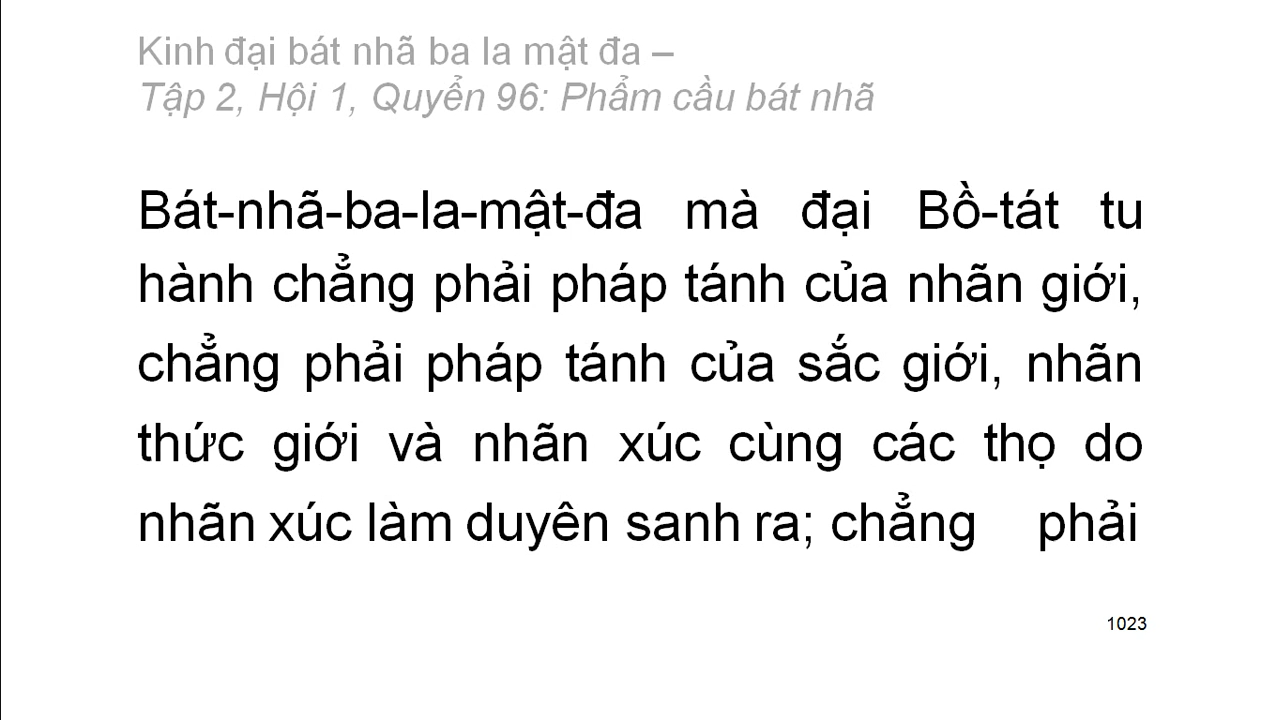 Kinh đại bát nhã ba la mật đa –
Tập 2, Hội 1, Quyển 96: Phẩm cầu bát nhã
Bát-nhã-ba-la-mật-đa mà đại Bồ-tát tu
hành chẳng phải pháp tánh của nhãn giới,
chẳng phải pháp tánh của sắc giới, nhãn
thức giới và nhãn xúc cùng các thọ do
nhãn xúc làm duyên sanh ra; chẳng phải
1023